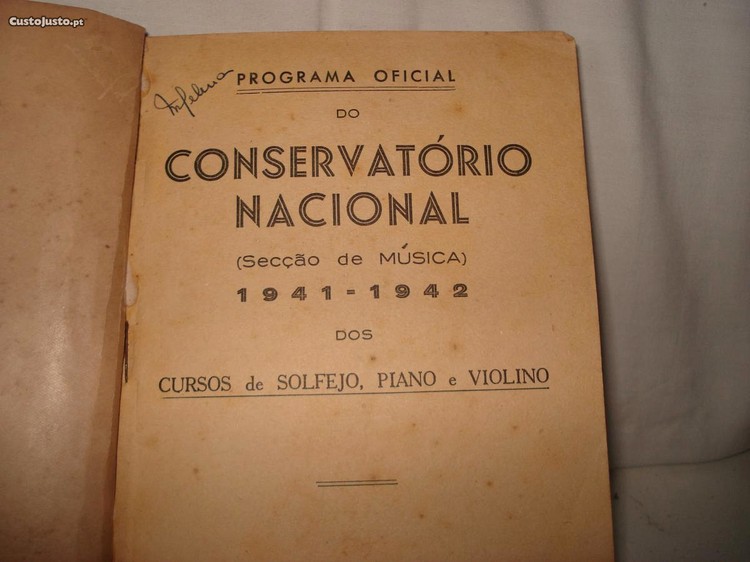 CustoJusto.pt
PROGRAMA OFICIAL
DO
CONSERVATÓRIO
NACIONAL
(Secção de MÚSICA)
1941-1942
DOS
CURSOS de SOLFEJO, PIANO e VIOLINO